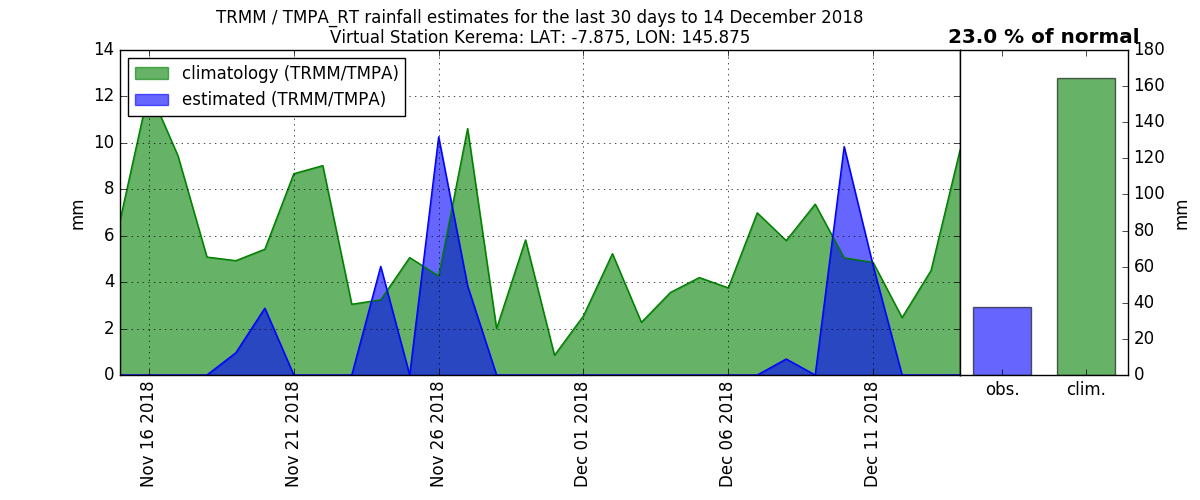 TRMM / TMPA_RT rainfall estimates for the last 30 days to 14 December 2018
Virtual Station Kerema: LAT: -7.875, LON: 145.875
23.0 % of normal
climatology (TRMM/TMPA)
estimated (TRMM/TMPA)
14
12
10
8
6
4
2
0
mm
Nov 16 2018
Nov 21 2018
Nov 26 2018
Dec 01 2018
Dec 06 2018
Dec 11 2018
180
160
140
120
100
80
60
40
20
0
mm
obs.
clim.